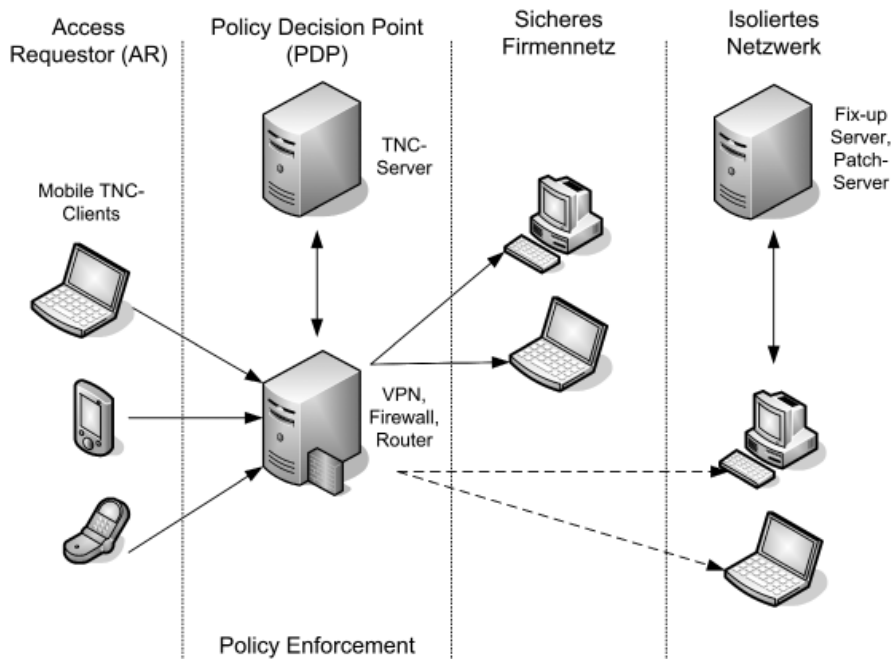 Access
Requestor (AR)
Policy Decision Point
(PDP)
Sicheres
Firmennetz
Isoliertes
Netzwerk
Mobile TNC-
Clients
TNC-
Server
Fix-up
Server,
Patch-
Server
VPN,
Firewall,
Router
Policy Enforcement